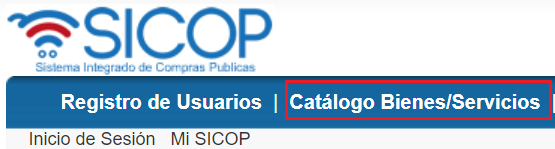 SICOP
Sistema Integrado de Compras Publicas
Registro de Usuarios | Catálogo Bienes/Servicios
Inicio de Sesión Mi SICOP